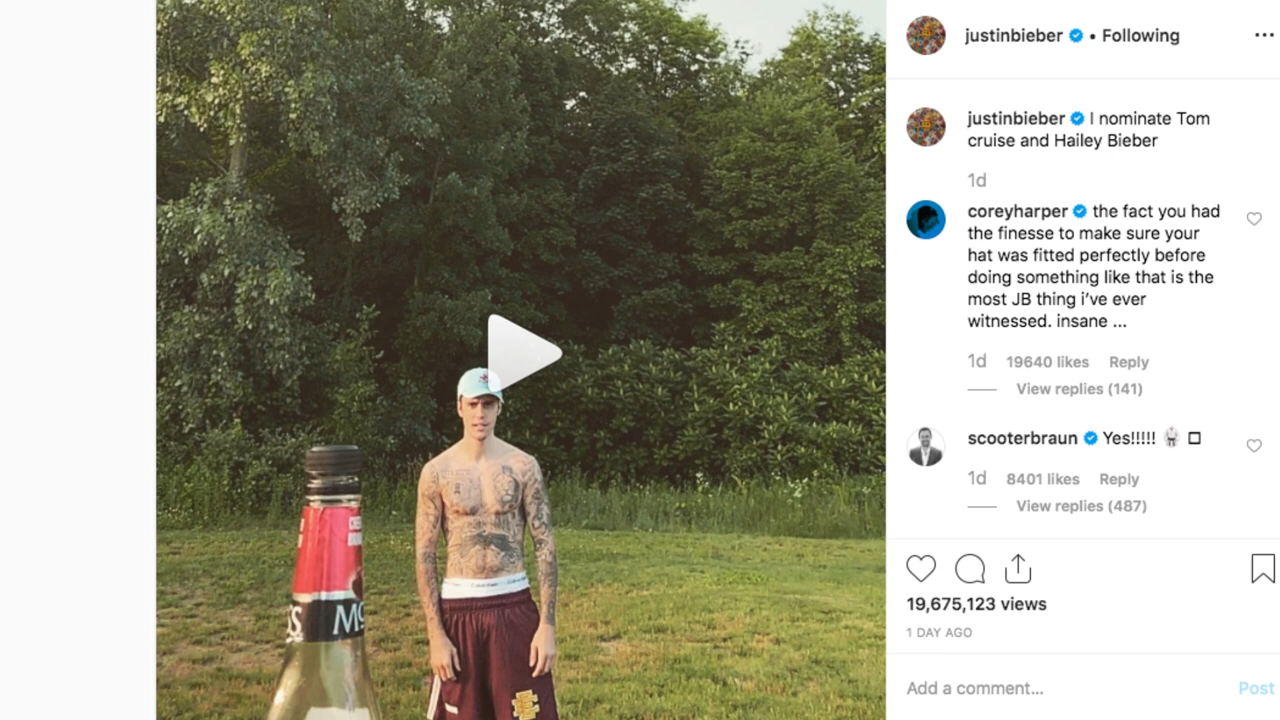 justinbieber • Following
justinbieber I nominate Tom
cruise and Hailey Bieber
1d
coreyharper the fact you had
the finesse to make sure your
hat was fitted perfectly before
doing something like that is the
most JB thing i’ve ever
witnessed. insane ...
1d 19640 likes Reply
View replies (141)
scooterbraun Yes!!!!!
1d 8401 likes Reply
View replies (487)
19,675,123 views
1 DAY AGO
Add a comment... Post
Calvin Klein